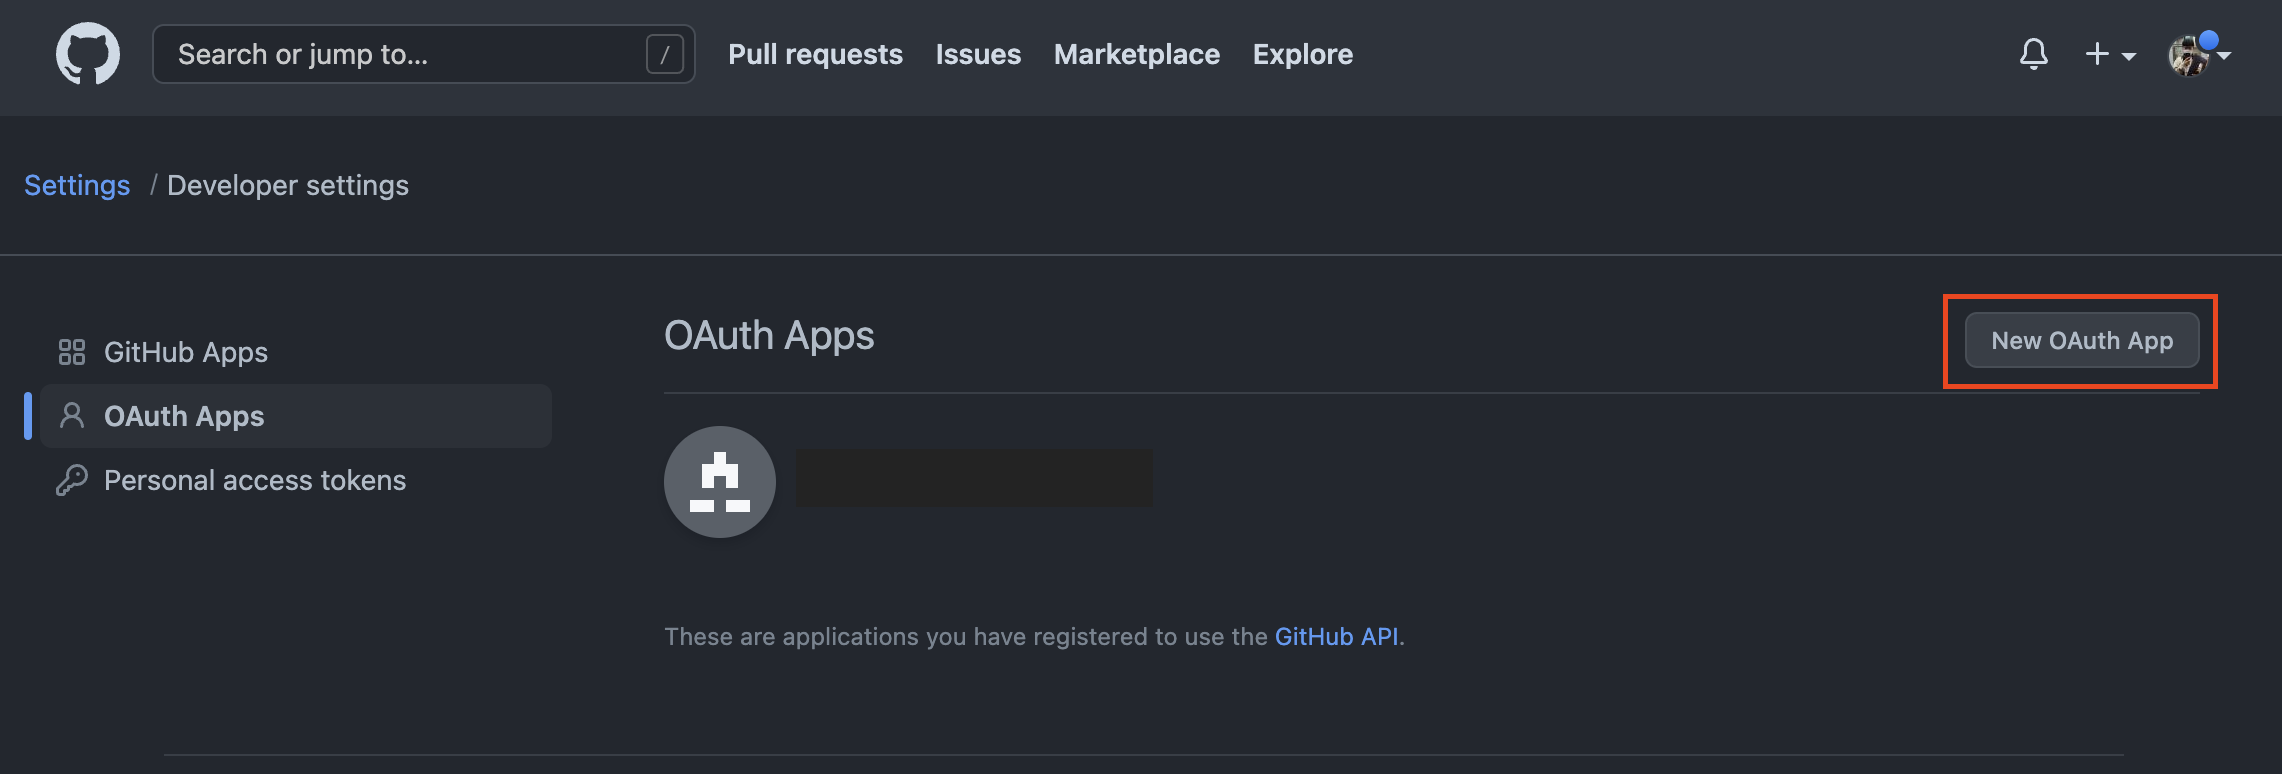 Search or jump to... /
Pull requests
Issues
Marketplace
Explore
Settings / Developer settings
GitHub Apps
OAuth Apps
Personal access tokens
OAuth Apps
New OAuth App
These are applications you have registered to use the GitHub API.